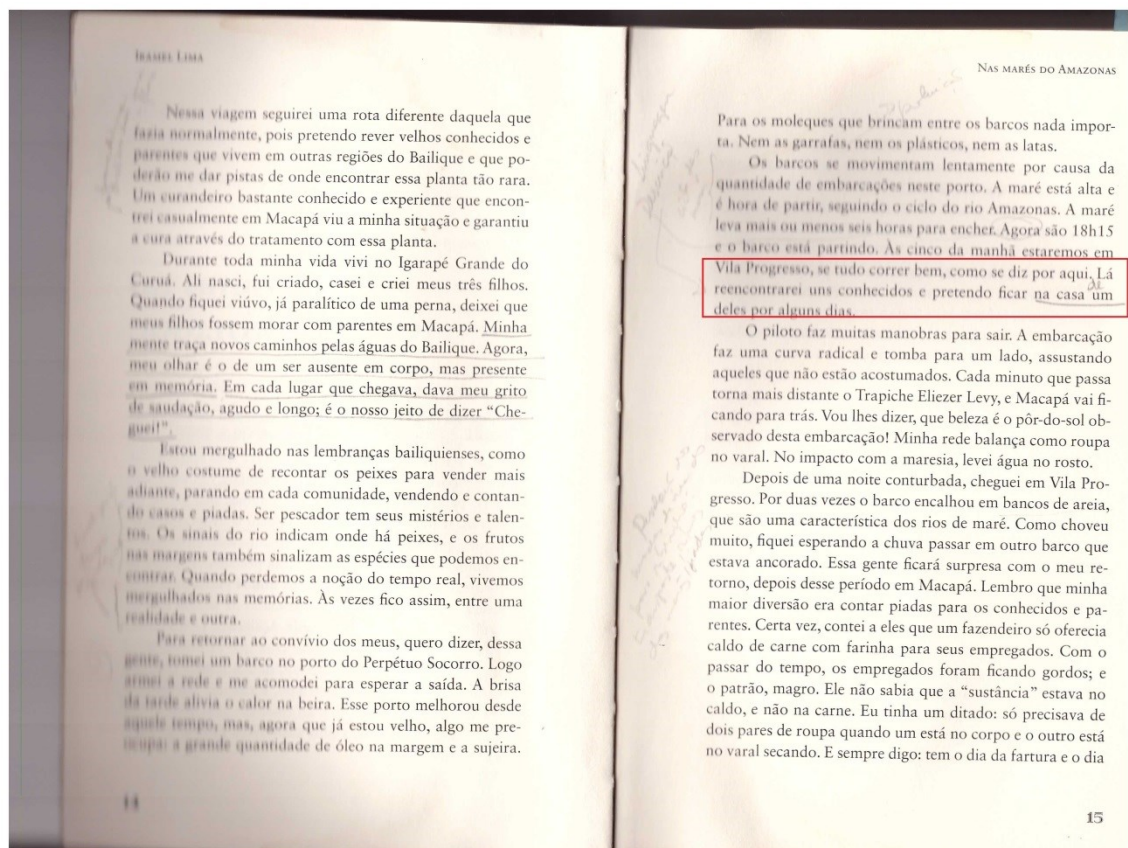 IRAMEL LIMA
Nessa viagem seguirei uma rota diferente daquela que
fazia normalmente, pois pretendo rever velhos conhecidos e
parentes que vivem em outras regiões do Bailique e que po-
derão me dar pistas de onde encontrar essa planta tão rara.
Um curandeiro bastante conhecido e experiente que encon-
trei casualmente em Macapá viu a minha situação e garantiu
a cura através do tratamento com essa planta.
Durante toda minha vida vivi no Igarapé Grande do
Curuá. Ali nasci, fui criado, casei e criei meus três filhos.
Quando fiquei viúvo, já paralítico de uma perna, deixei que
meus filhos fossem morar com parentes em Macapá. Minha
mente traça novos caminhos pelas águas do Bailique. Agora,
meu olhar é o de um ser ausente em corpo, mas presente
em memória. Em cada lugar que chegava, dava meu grito
de saudação, agudo e longo; é o nosso jeito de dizer “Che-
guei!”.
Estou mergulhado nas lembranças bailiquienses, como
o velho costume de recontar os peixes para vender mais
adiante, parando em cada comunidade, vendendo e contan-
do casos e piadas. Ser pescador tem seus mistérios e talen-
tos. Os sinais do rio indicam onde há peixes, e os frutos
nas margens também sinalizam as espécies que podemos en-
contrar. Quando perdemos a noção do tempo real, vivemos
mergulhados nas memórias. Às vezes fico assim, entre uma
realidade e outra.
Para retornar ao convívio dos meus, quero dizer, dessa
gente, tomei um barco no porto do Perpétuo Socorro. Logo
armei a rede e me acomodei para esperar a saída. A brisa
da tarde alivia o calor na beira. Esse porto melhorou desde
aquele tempo, mas, agora que já estou velho, algo me pre-
ocupa: a grande quantidade de óleo na margem e a sujeira.
14
NAS MARÉS DO AMAZONAS
Para os moleques que brincam entre os barcos nada impor-
ta. Nem as garrafas, nem os plásticos, nem as latas.
Os barcos se movimentam lentamente por causa da
quantidade de embarcações neste porto. A maré está alta e
é hora de partir, seguindo o ciclo do rio Amazonas. A maré
leva mais ou menos seis horas para encher. Agora são 18h15
e o barco está partindo. Às cinco da manhã estaremos em
Vila Progresso, se tudo correr bem, como se diz por aqui. Lá
reencontrarei uns conhecidos e pretendo ficar na casa de um
deles por alguns dias.
O piloto faz muitas manobras para sair. A embarcação
faz uma curva radical e tomba para um lado, assustando
aqueles que não estão acostumados. Cada minuto que passa
torna mais distante o Trapiche Eliezer Levy, e Macapá vai fi-
cando para trás. Vou lhes dizer, que beleza é o pôr-do-sol ob-
servado desta embarcação! Minha rede balança como roupa
no varal. No impacto com a maresia, levei água no rosto.
Depois de uma noite conturbada, cheguei em Vila Pro-
gresso. Por duas vezes o barco encalhou em bancos de areia,
que são uma característica dos rios de maré. Como choveu
muito, fiquei esperando a chuva passar em outro barco que
estava ancorado. Essa gente ficará surpresa com o meu re-
torno, depois desse período em Macapá. Lembro que minha
maior diversão era contar piadas para os conhecidos e pa-
rentes. Certa vez, contei a eles que um fazendeiro só oferecia
caldo de carne com farinha para seus empregados. Com o
passar do tempo, os empregados foram ficando gordos; e
o patrão, magro. Ele não sabia que a “sustância” estava no
caldo, e não na carne. Eu tinha um ditado: só precisava de
dois pares de roupa quando um está no corpo e o outro está
no varal secando. E sempre digo: tem o dia da fartura e o dia
15